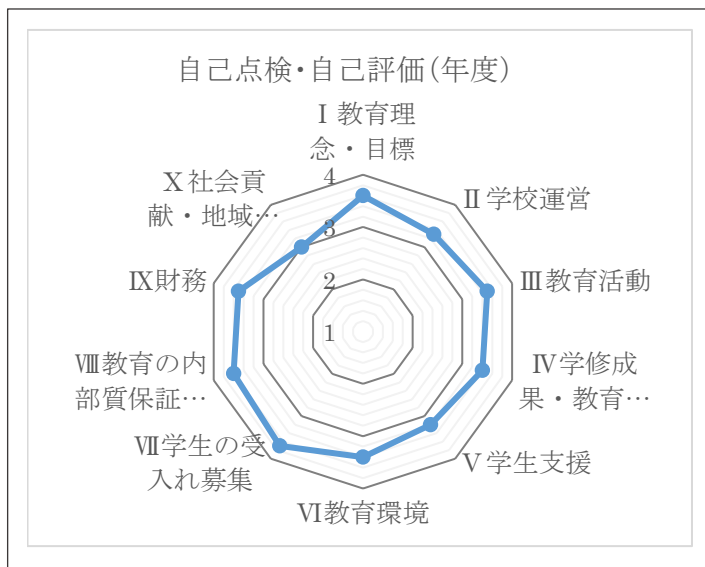 自己点検・自己評価(年度)
Ⅰ教育理
念・目標
Ⅱ学校運営
Ⅲ教育活動
Ⅳ学修成
果・教育…
Ⅴ学生支援
Ⅵ教育環境
Ⅶ学生の受
入れ募集
Ⅷ教育の内
部質保証…
Ⅸ財務
Ⅹ社会貢
献・地域…
4
3
2
1